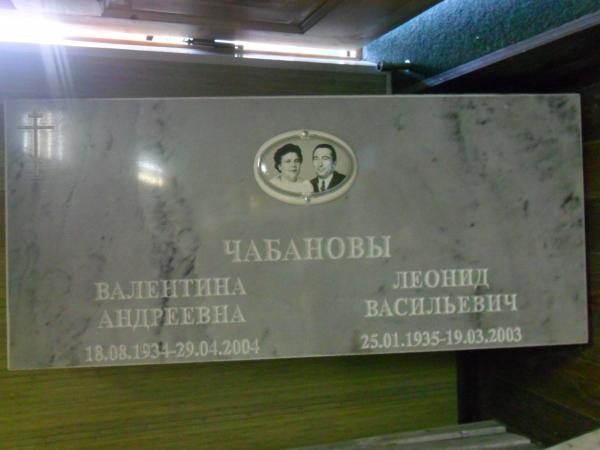 ЧАБАНОВЫ
ВАЛЕНТИНА
АНДРЕЕВНА
18.08.1934-29.04.2004
ЛЕОНИД
ВАСИЛЬЕВИЧ
25.01.1935-19.03.2003